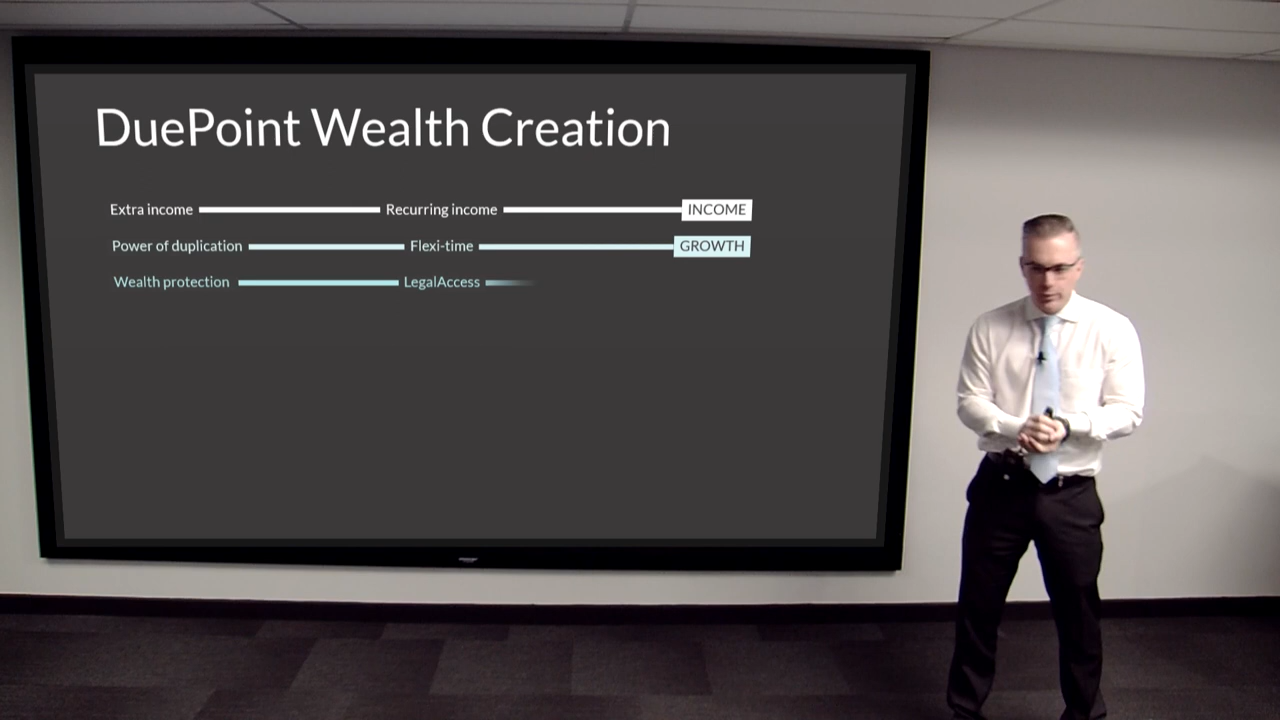 DuePoint Wealth Creation
Extra income Recurring income INCOME
Power of duplication Flexi-time GROWTH
Wealth protection LegalAccess